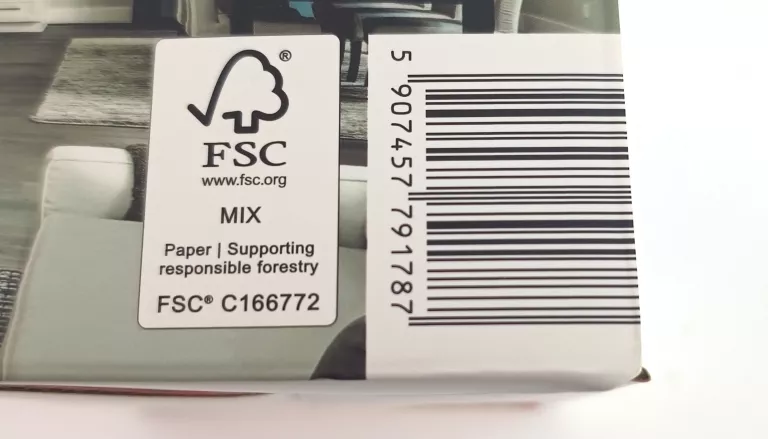 ®
FSC
www.fsc.org
MIX
Paper | Supporting
responsible forestry
FSC® C166772
5 907457 791787